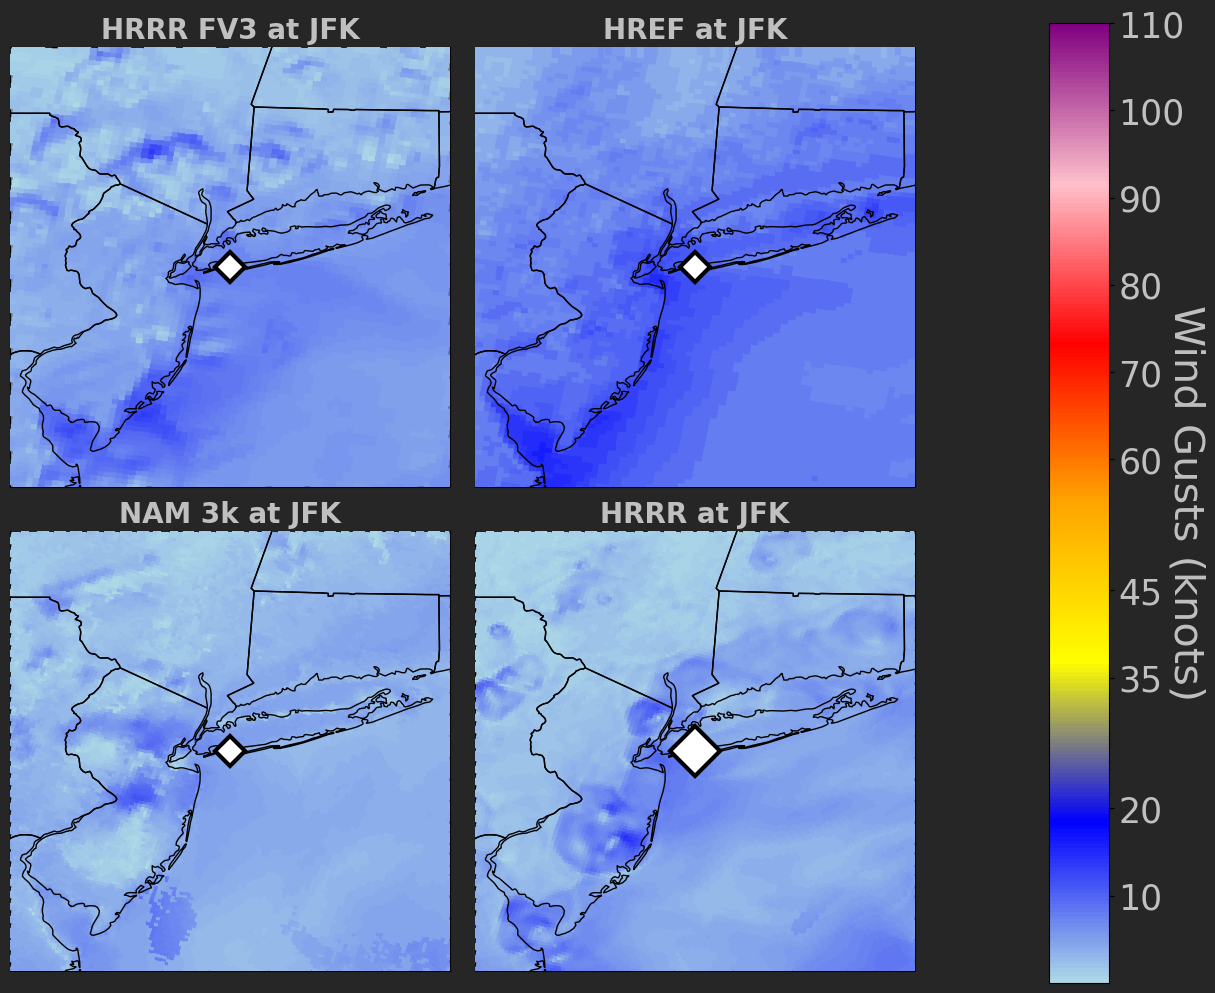 HRRR FV3 at JFK
HREF at JFK
NAM 3k at JFK
HRRR at JFK
110
100
90
80
70
60
45
35
20
10
Wind Gusts (knots)